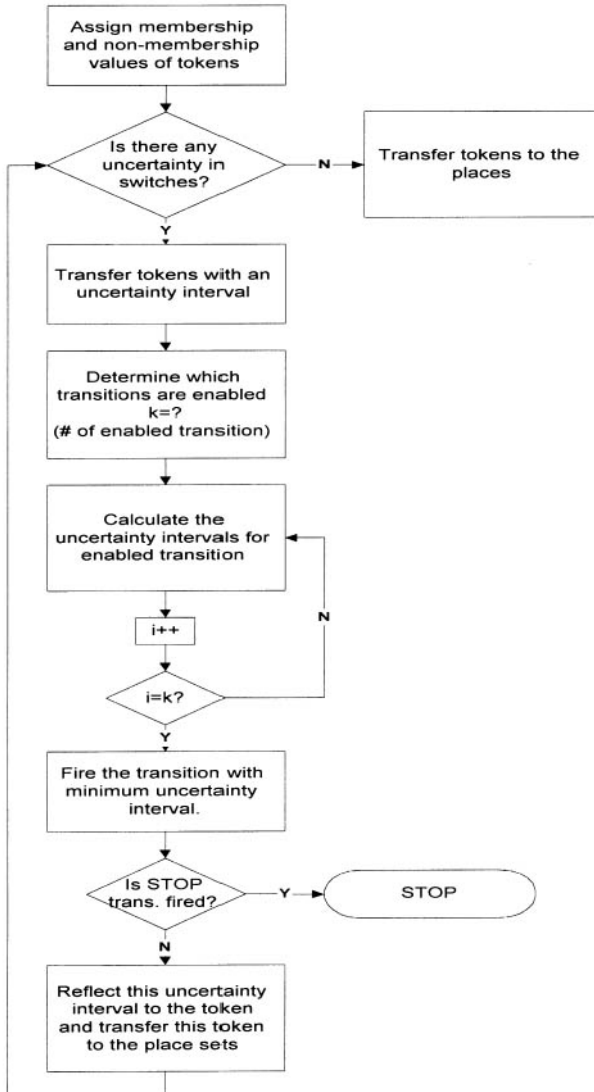 Assign membership
and non-membership
values of tokens
Is there any
uncertainty in
switches?
N
Transfer tokens to the
places
Y
Transfer tokens with an
uncertainty interval
Determine which
transitions are enabled
k=?
(# of enabled transition)
Calculate the
uncertainty intervals for
enabled transition
N
i++
i=k?
Y
Fire the transition with
minimum uncertainty
interval.
Is STOP
trans. fired?
Y
STOP
N
Reflect this uncertainty
interval to the token
and transfer this token
to the place sets